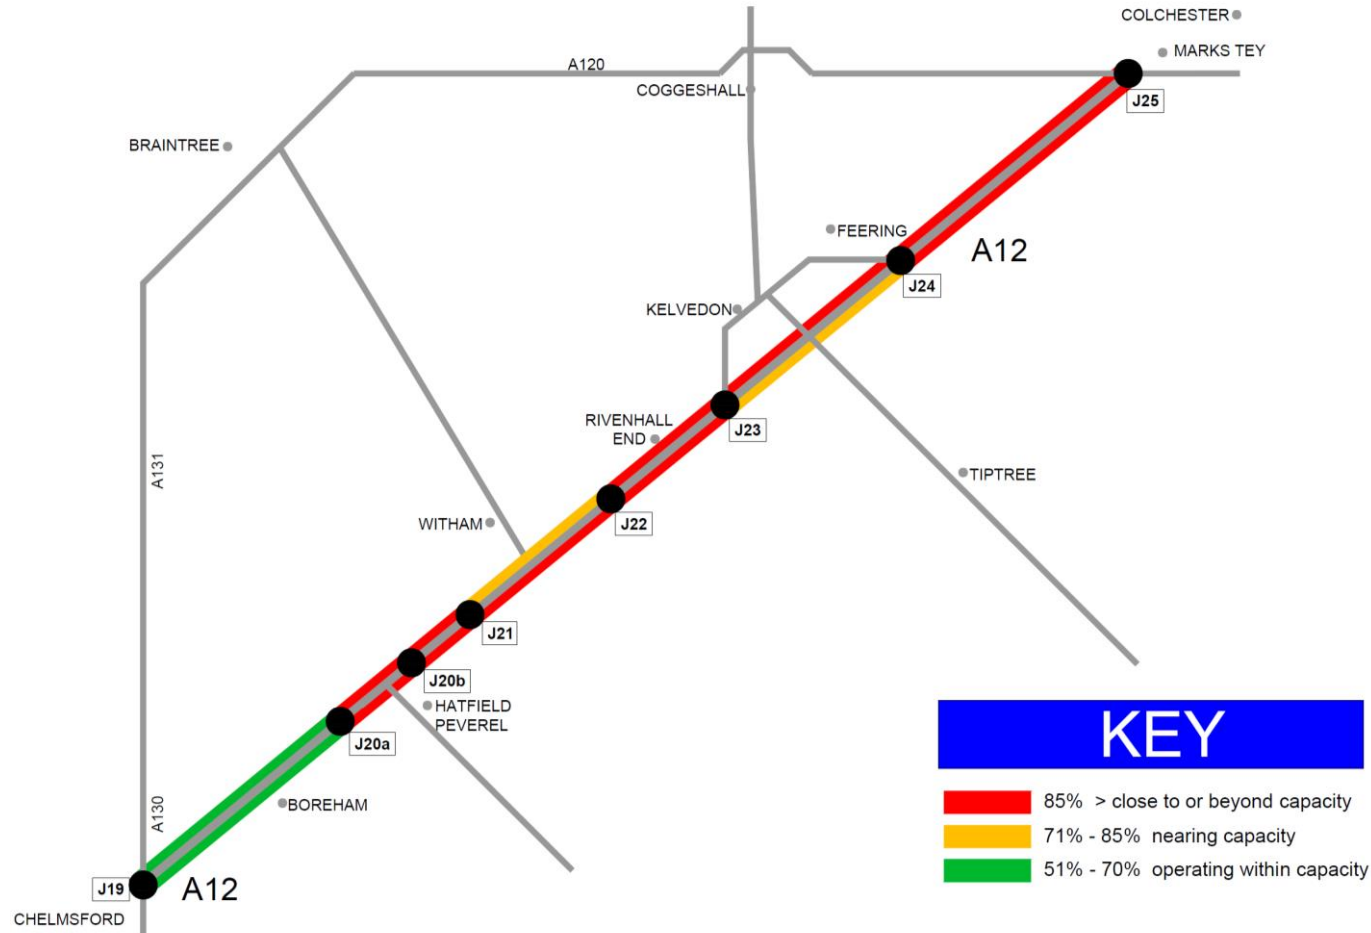 COLCHESTER
MARKS TEY
A120
COGGESHALL
J25
BRAINTREE
FEERING
A12
J24
KELVEDON
RIVENHALL
END
J23
A131
TIPTREE
WITHAM
J22
J21
J20b
HATFIELD
PEVEREL
J20a
KEY
BOREHAM
A130
85% > close to or beyond capacity
71% - 85% nearing capacity
51% - 70% operating within capacity
J19
A12
CHELMSFORD